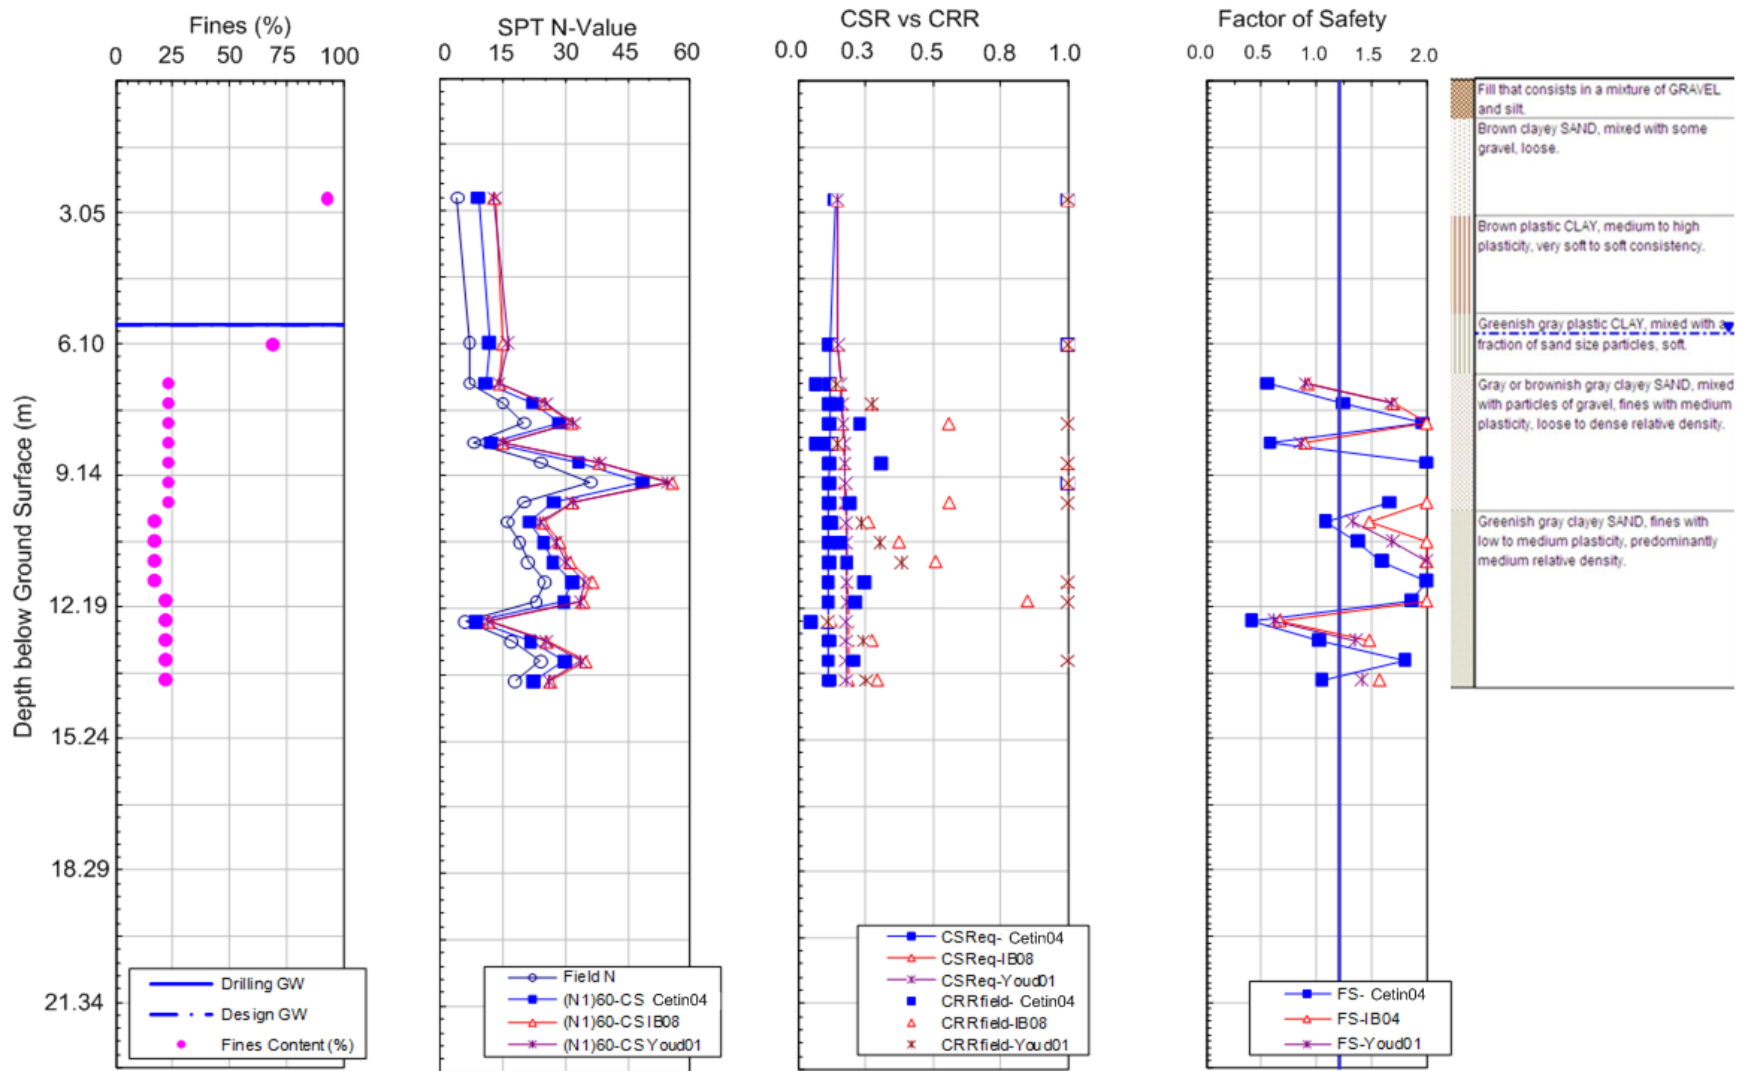 Fines (%)
0 25 50 75 100
SPT N-Value
0 15 30 45 60
CSR vs CRR
0.0 0.3 0.5 0.8 1.0
Factor of Safety
0.0 0.5 1.0 1.5 2.0
Depth below Ground Surface (m)
3.05
6.10
9.14
12.19
15.24
18.29
21.34
Drilling GW
Design GW
Fines Content (%)
Field N
(N1)60-CS Cetin04
(N1)60-CS IB08
(N1)60-CS Youd01
CSReq- Cetin04
CSReq-IB08
CSReq-Youd01
CRRfield- Cetin04
CRRfield-IB08
CRRfield-Youd01
FS- Cetin04
FS-IB04
FS-Youd01
Fill that consists in a mixture of GRAVEL
and silt.
Brown clayey SAND, mixed with some
gravel, loose.
Brown plastic CLAY, medium to high
plasticity, very soft to soft consistency.
Greenish gray plastic CLAY, mixed with a
fraction of sand size particles, soft.
Gray or brownish gray clayey SAND, mixed
with particles of gravel, fines with medium
plasticity, loose to dense relative density.
Greenish gray clayey SAND, fines with
low to medium plasticity, predominantly
medium relative density.